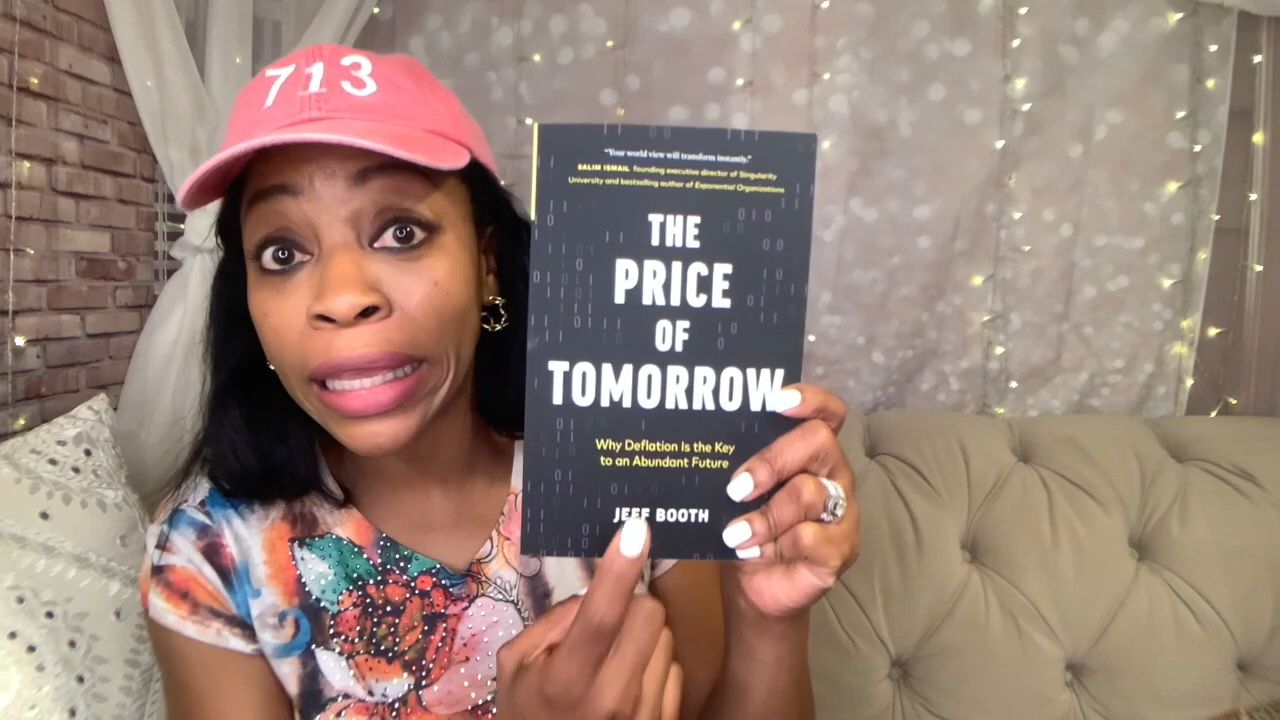 713
"Your world view will transform instantly."
SALIM ISMAIL founding executive director of Singularity
University and bestselling author of Exponential Organizations
THE
PRICE
OF
TOMORROW
Why Deflation is the Key
to an Abundant Future
JEFF BOOTH